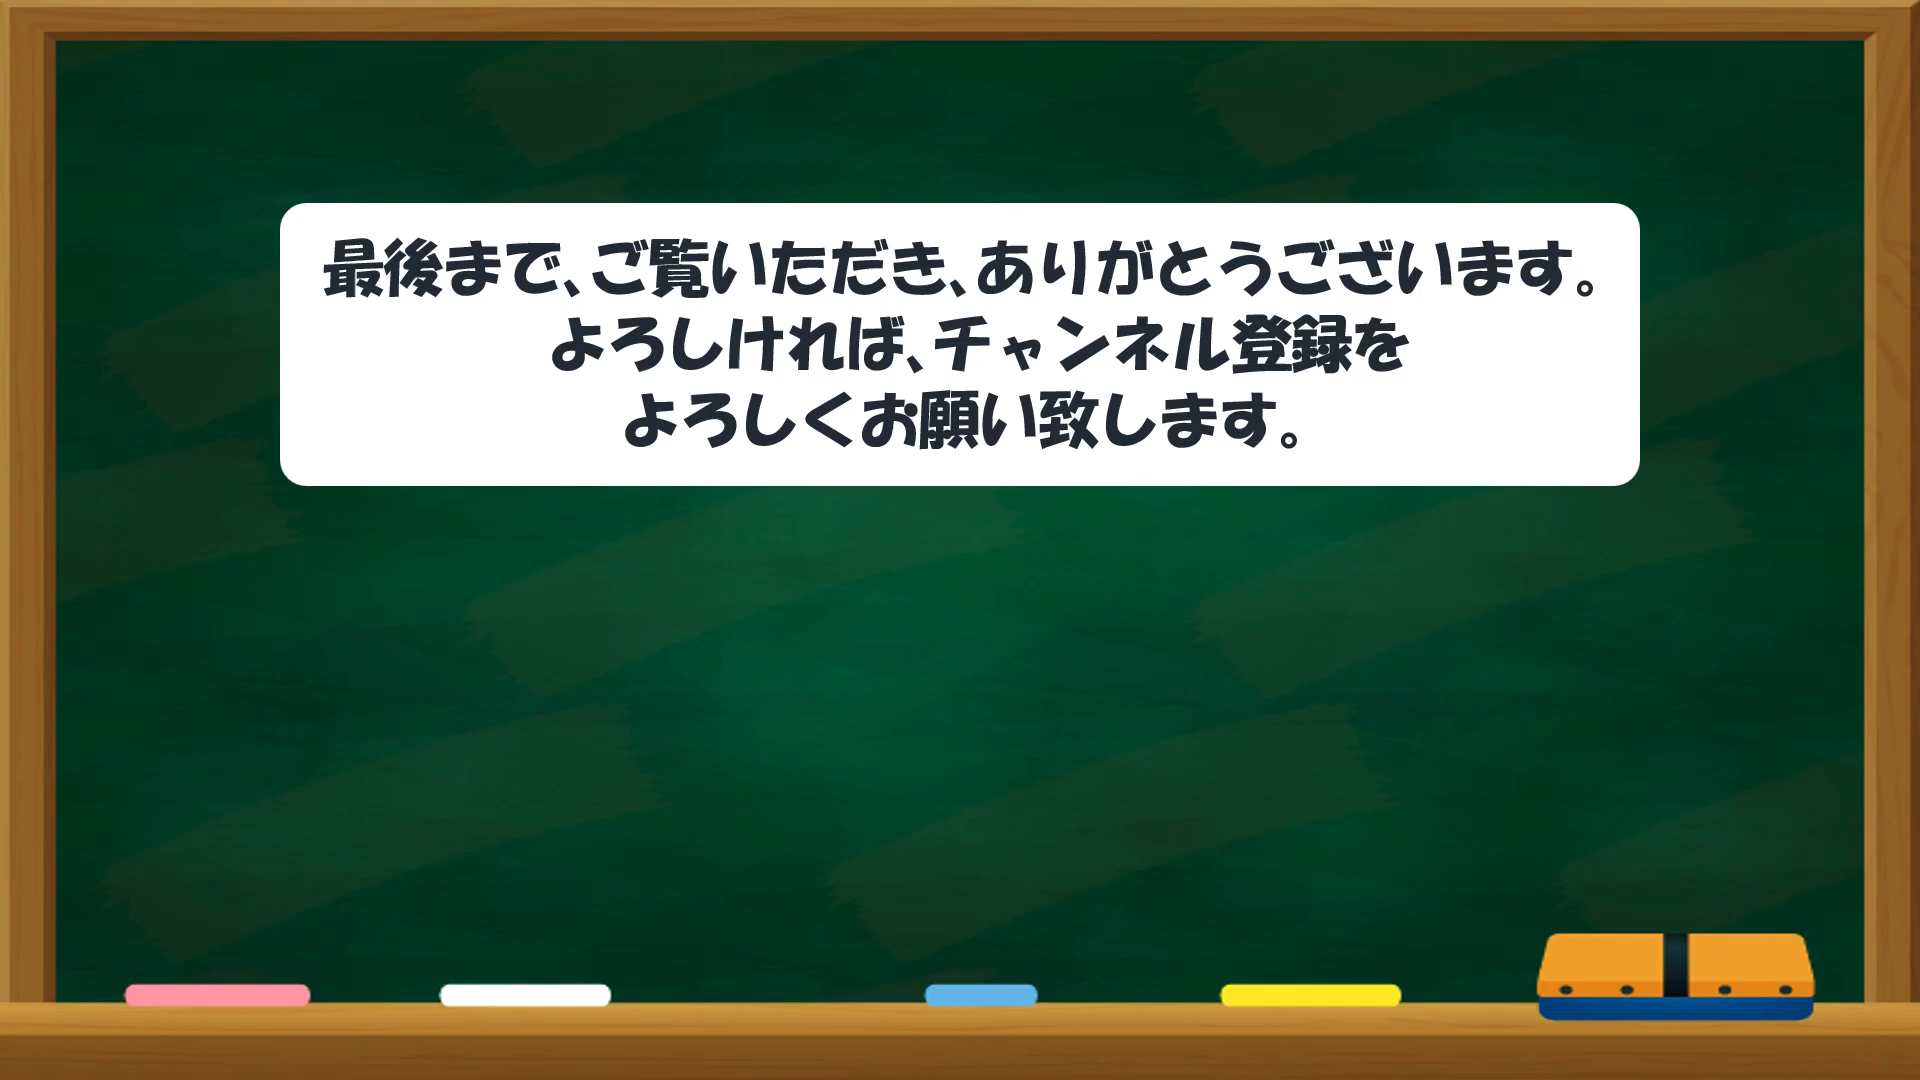 最後まで、ご覧いただき、ありがとうございます。
よろしければ、チャンネル登録を
よろしくお願い致します。